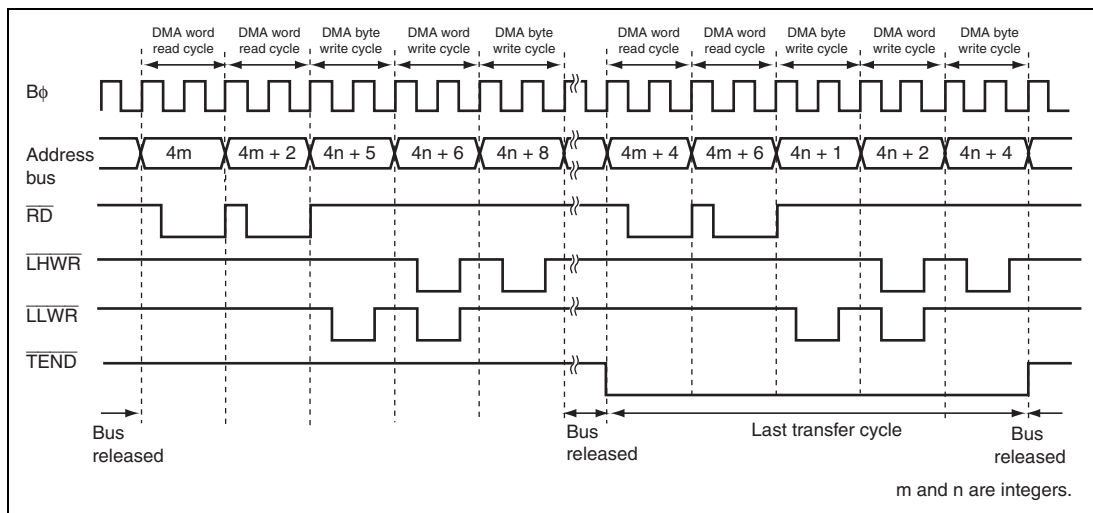 DMA word read cycle
DMA word read cycle
DMA byte write cycle
DMA word write cycle
DMA byte write cycle
DMA word read cycle
DMA word read cycle
DMA byte write cycle
DMA word write cycle
DMA byte write cycle
Bφ
Address bus
4m
4m + 2
4n + 5
4n + 6
4n + 8
4m + 4
4m + 6
4n + 1
4n + 2
4n + 4
RD
LHWR
LLWR
TEND
Bus released
Bus released
Last transfer cycle
Bus released
m and n are integers.